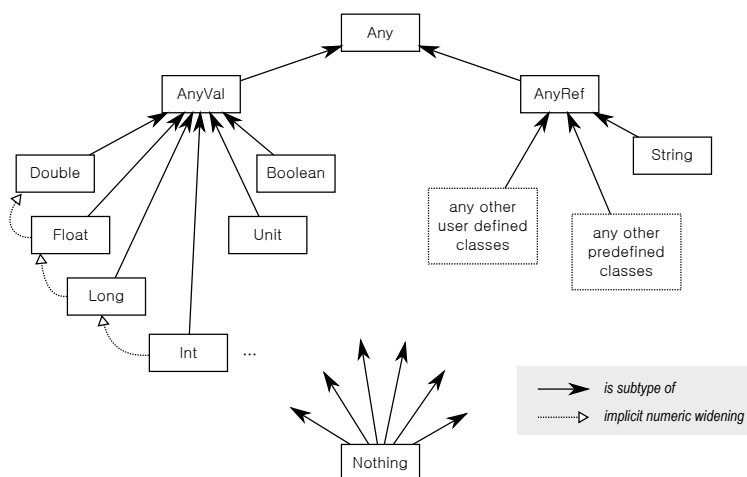 Any
AnyVal
AnyRef
Double
Boolean
String
Float
Unit
any other
user defined
classes
any other
predefined
classes
Long
Int
...
is subtype of
implicit numeric widening
Nothing